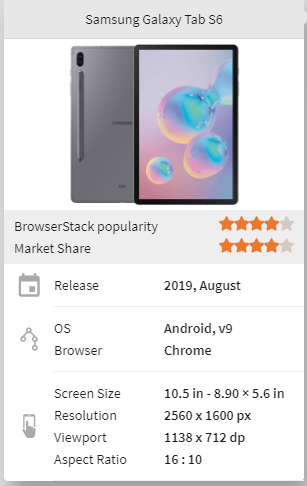 Samsung Galaxy Tab S6
SAMSUNG
BrowserStack popularity
Market Share
Release 2019, August
OS Android, v9
Browser Chrome
Screen Size 10.5 in - 8.90 × 5.6 in
Resolution 2560 x 1600 px
Viewport 1138 x 712 dp
Aspect Ratio 16 : 10